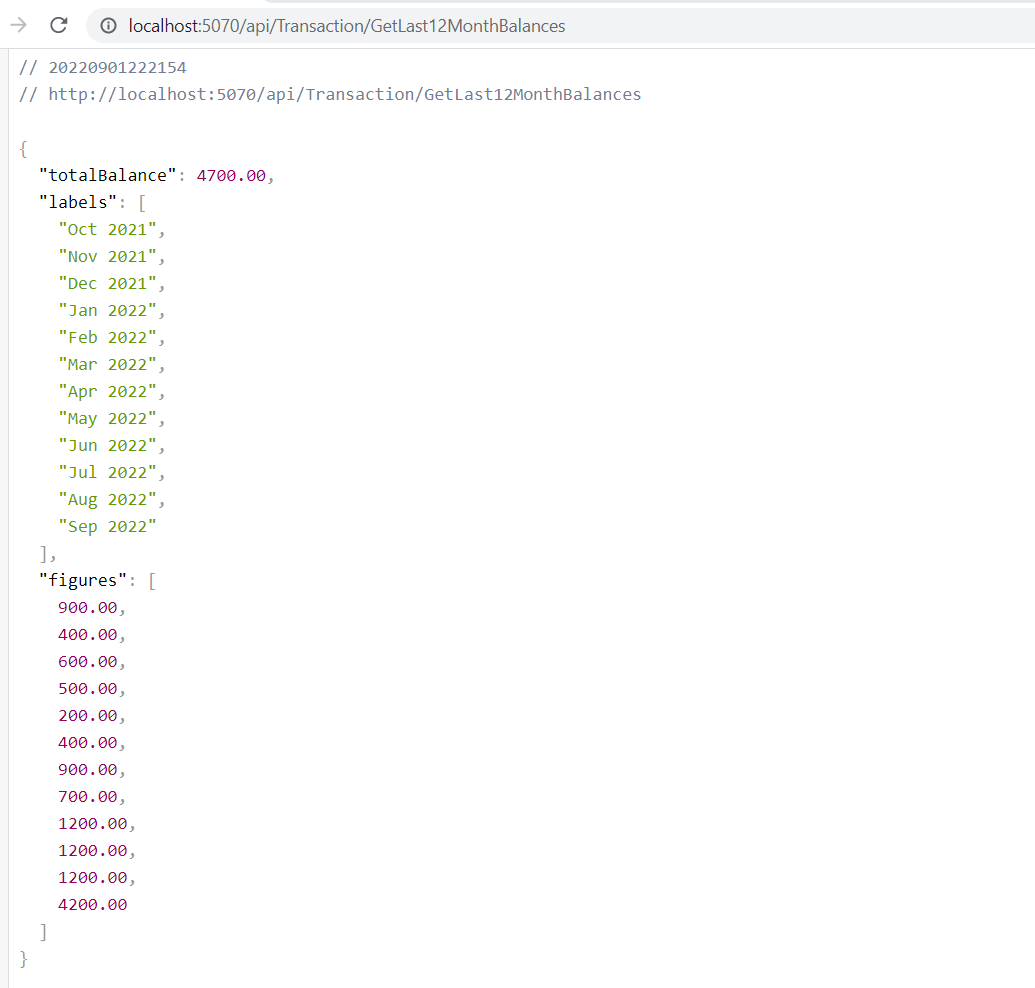 localhost:5070/api/Transaction/GetLast12MonthBalances
// 20220901222154
// http://localhost:5070/api/Transaction/GetLast12MonthBalances
{
"totalBalance": 4700.00,
"labels": [
"Oct 2021",
"Nov 2021",
"Dec 2021",
"Jan 2022",
"Feb 2022",
"Mar 2022",
"Apr 2022",
"May 2022",
"Jun 2022",
"Jul 2022",
"Aug 2022",
"Sep 2022"
],
"figures": [
900.00,
400.00,
600.00,
500.00,
200.00,
400.00,
900.00,
700.00,
1200.00,
1200.00,
1200.00,
4200.00
]
}